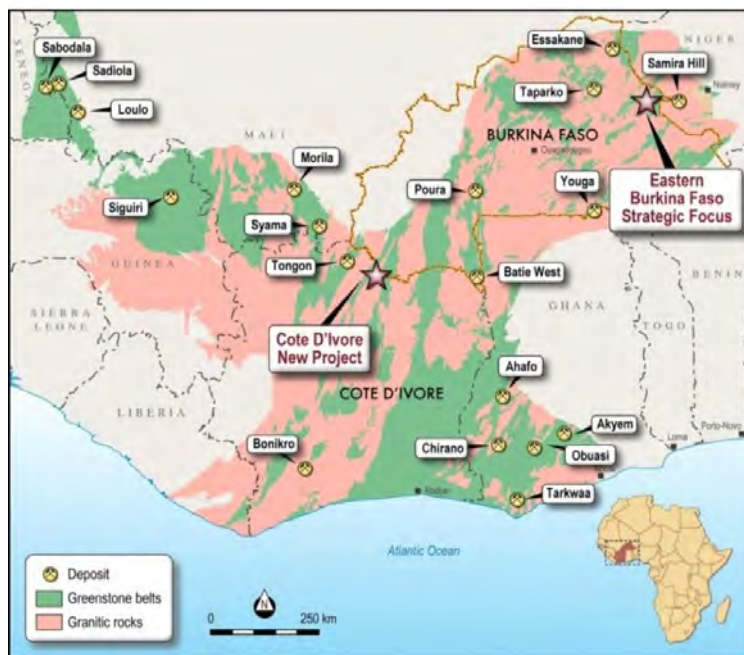 SENEGAL
Sabodala
Sadiola
Loulo
MALI
Morila
Siguiri
Syama
GUINEA
Tongon
SIERRA
LEONE
LIBERIA
Cote D'Ivore
New Project
COTE D'IVORE
Bonikro
Essakane
NIGER
Samira Hill
Niamey
Taparko
BURKINA FASO
Ouagadougou
Poura
Youga
Eastern
Burkina Faso
Strategic Focus
Batie West
GHANA
TOGO
BENIN
Ahafo
Akyem
Chirano
Obuasi
Tarkwaa
Abidjan
Lome
Porto-Novo
Atlantic Ocean
Deposit
Greenstone belts
Granitic rocks
N
0 250 km